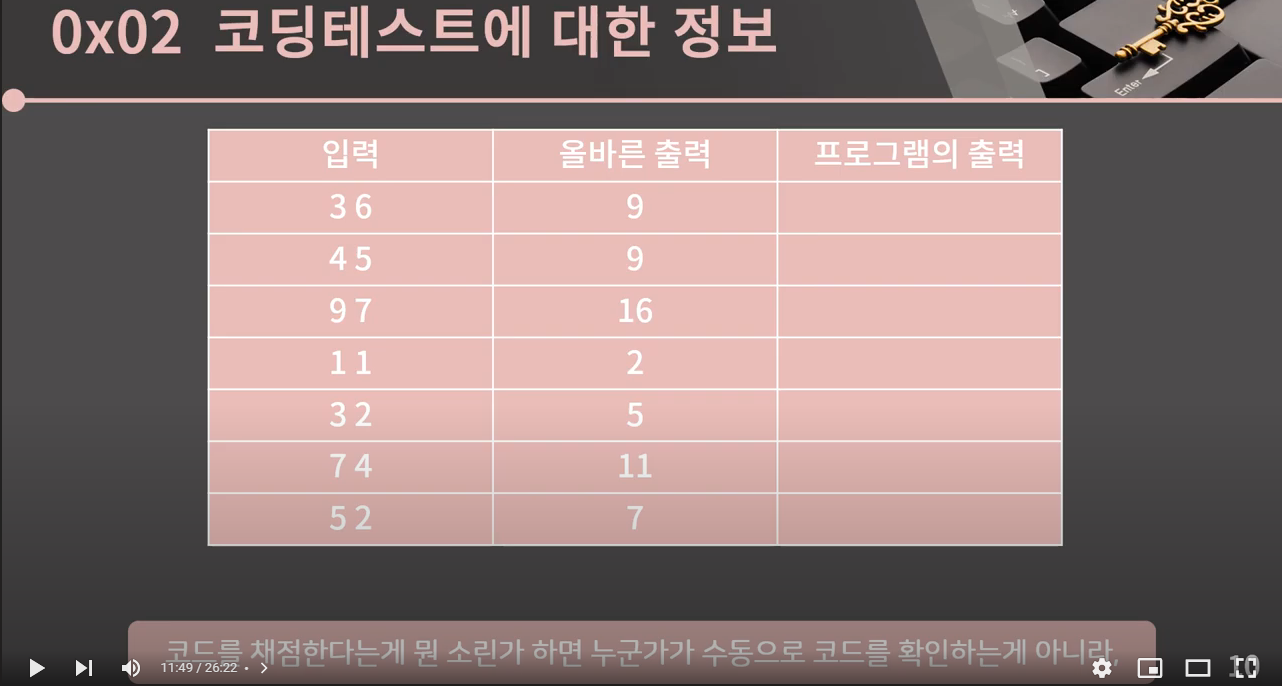 0x02 코딩테스트에 대한 정보
Enter
입력 올바른 출력 프로그램의 출력
3 6 9
4 5 9
9 7 16
1 1 2
3 2 5
7 4 11
5 2 7
코드를 채점한다는게 뭔 소린가 하면 누군가가 수동으로 코드를 확인하는게 아니라,
11:49 / 26:22 •
10